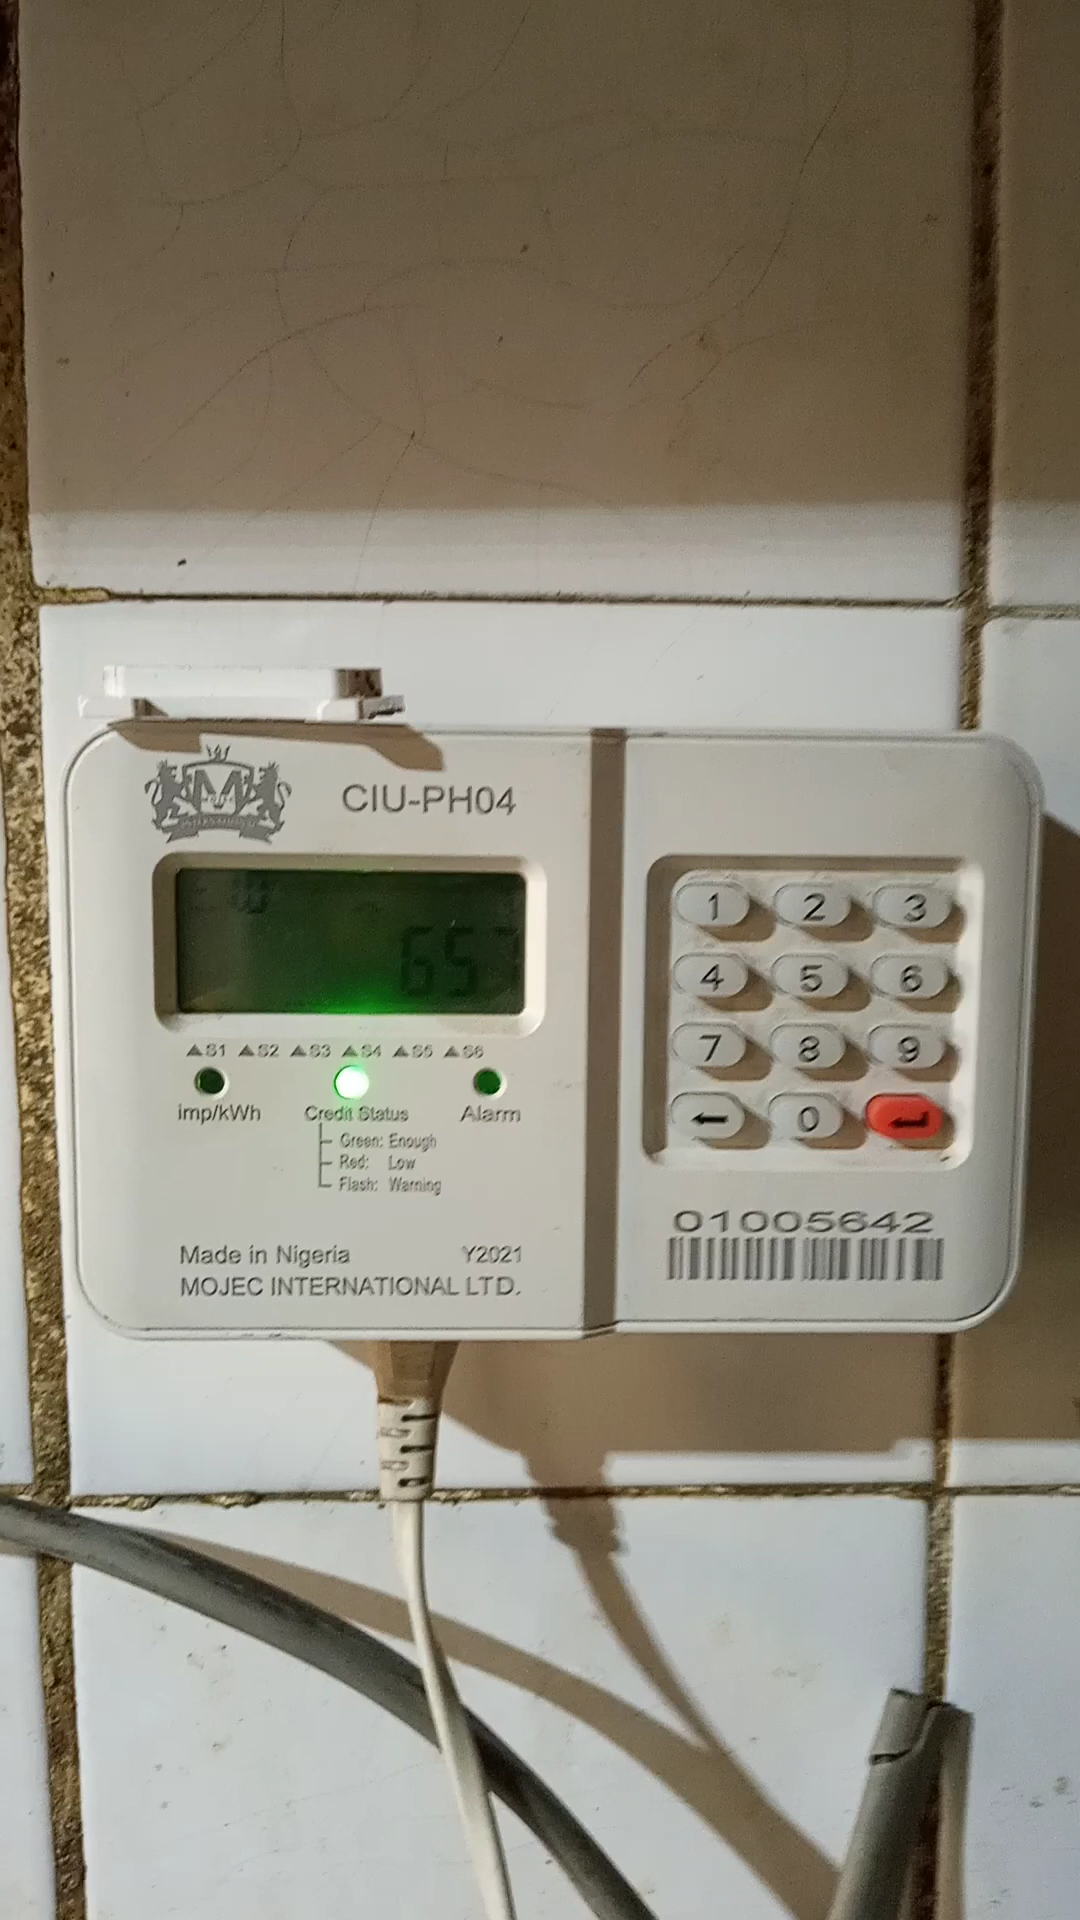 CIU-PH04
▲S1 ▲S2 ▲S3 ▲S4 ▲S5 ▲S6
imp/kWh Credit Status Alarm
Green: Enough
Red: Low
Flash: Warning
Made in Nigeria Y2021
MOJEC INTERNATIONAL LTD.
1 2 3
4 5 6
7 8 9
← 0 ↵
01005642